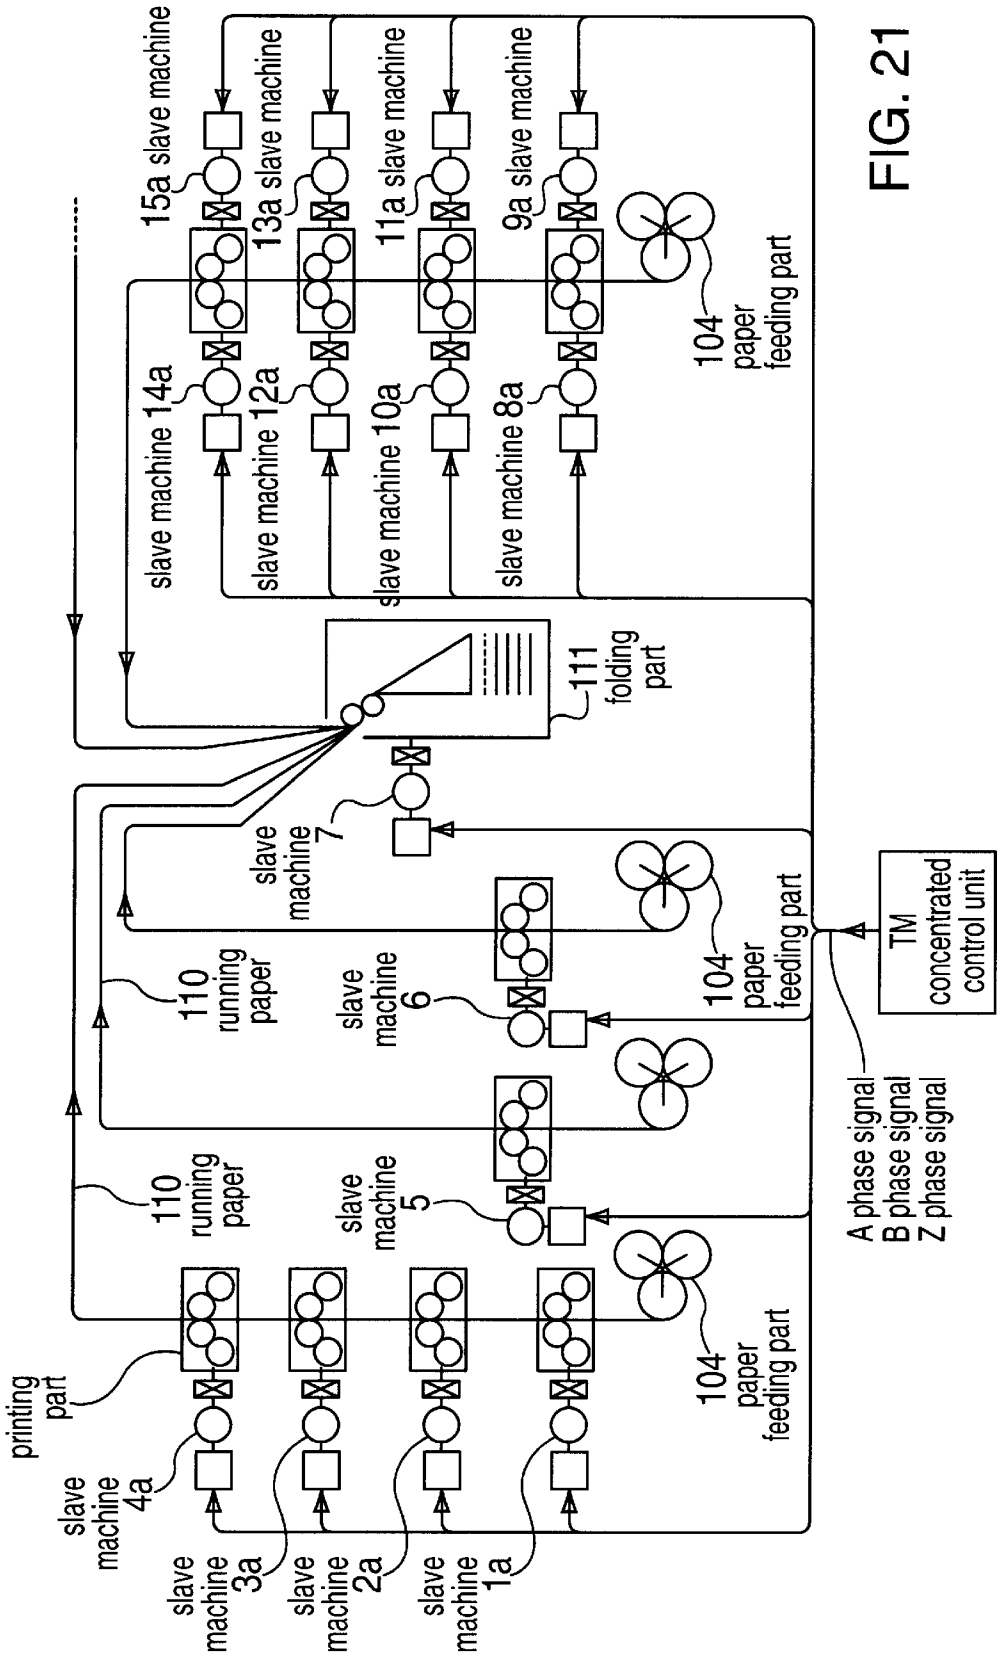 printing
part
slave
machine
4a
slave
machine
3a
slave
machine
2a
slave
machine
1a
110
running
paper
110
running
paper
slave
machine
5
slave
machine
6
slave
machine
7
104
paper
feeding part
104
paper
feeding part
111
folding
part
slave machine 14a
slave machine 12a
slave machine 10a
slave machine 8a
15a slave machine
13a slave machine
11a slave machine
9a slave machine
104
paper
feeding part
A phase signal
B phase signal
Z phase signal
TM
concentrated
control unit
FIG. 21